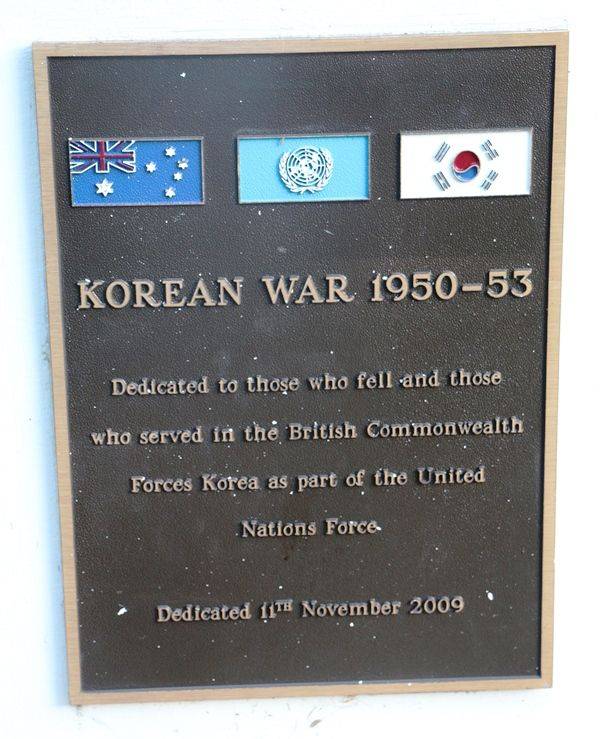 KOREAN WAR 1950–53
Dedicated to those who fell and those
who served in the British Commonwealth
Forces Korea as part of the United
Nations Force
Dedicated 11TH November 2009